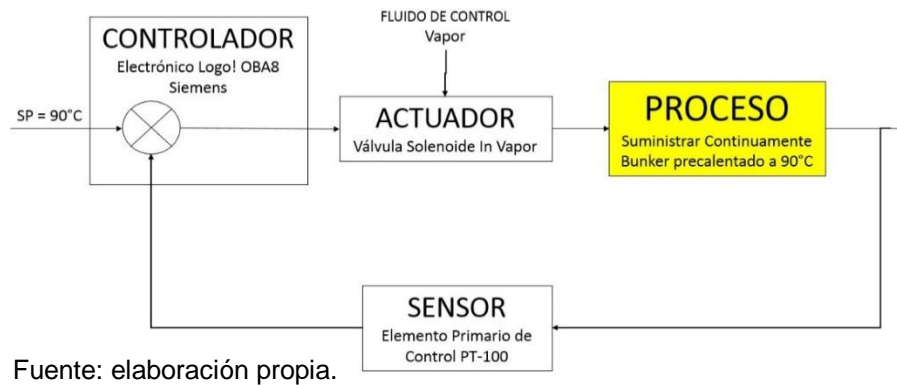 FLUIDO DE CONTROL
Vapor
CONTROLADOR
Electrónico Logo! OBA8
Siemens
SP = 90°C
ACTUADOR
Válvula Solenoide In Vapor
PROCESO
Suministrar Continuamente
Bunker precalentado a 90°C
SENSOR
Elemento Primario de
Control PT-100
Fuente: elaboración propia.